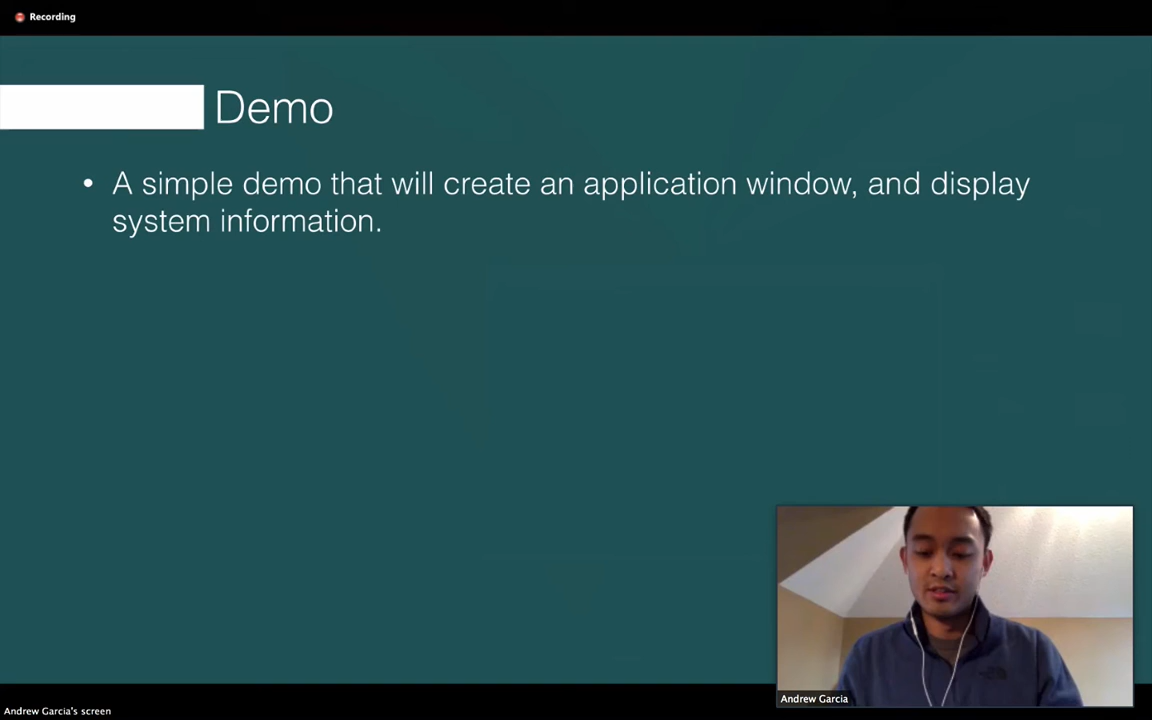 Recording
Demo
• A simple demo that will create an application window, and display
system information.
Andrew Garcia
Andrew Garcia's screen